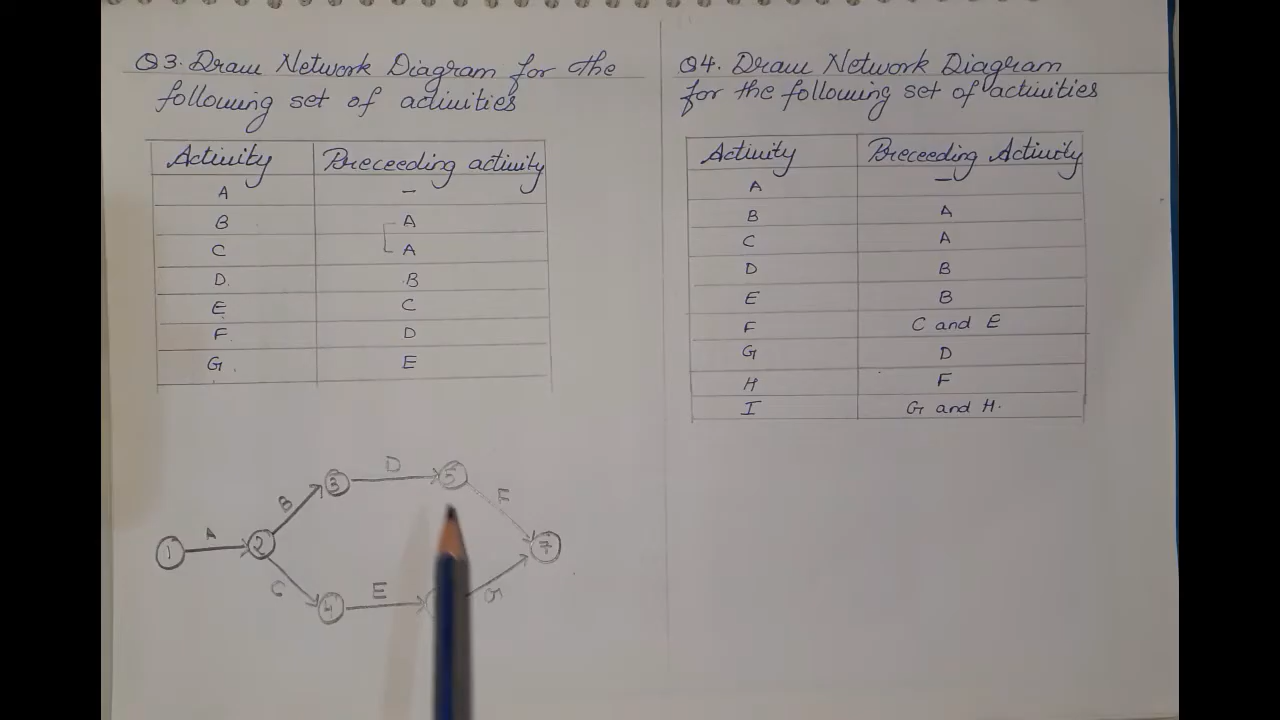 Q3. Draw Network Diagram for the
following set of activities
Activity Preceeding activity
A –
B A
C A
D. B
E C
F D
G E
Q4. Draw Network Diagram
for the following set of activities
Activity Preceeding Activity
A –
B A
C A
D B
E B
F C and E
G D
H F
I G and H.
D
3 5
B F
A
1 2 7
C E G
4